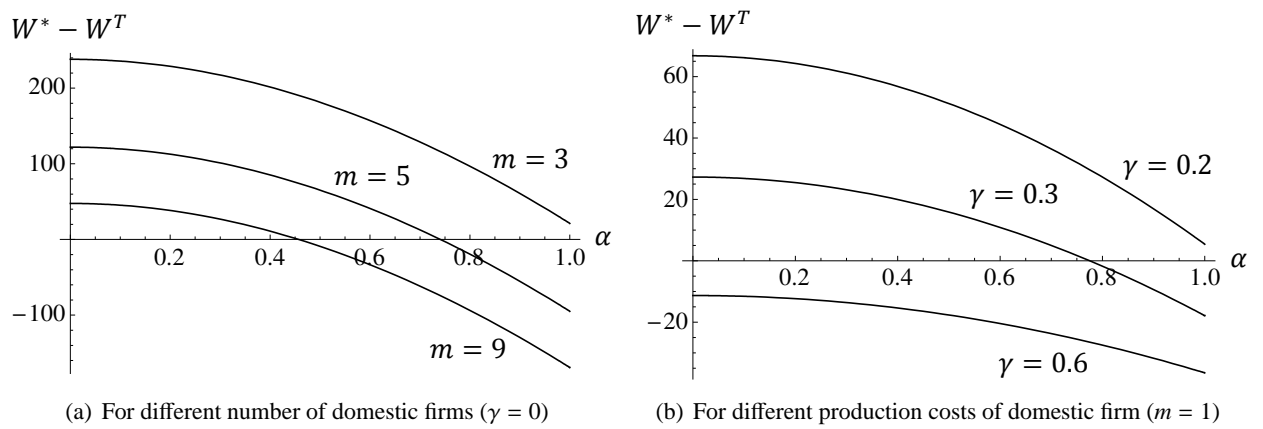 W* − W^T
200
100
−100
0.2 0.4 0.6 0.8 1.0
α
m = 3
m = 5
m = 9
(a) For different number of domestic firms (γ = 0)
W* − W^T
60
40
20
−20
0.2 0.4 0.6 0.8 1.0
α
γ = 0.2
γ = 0.3
γ = 0.6
(b) For different production costs of domestic firm (m = 1)